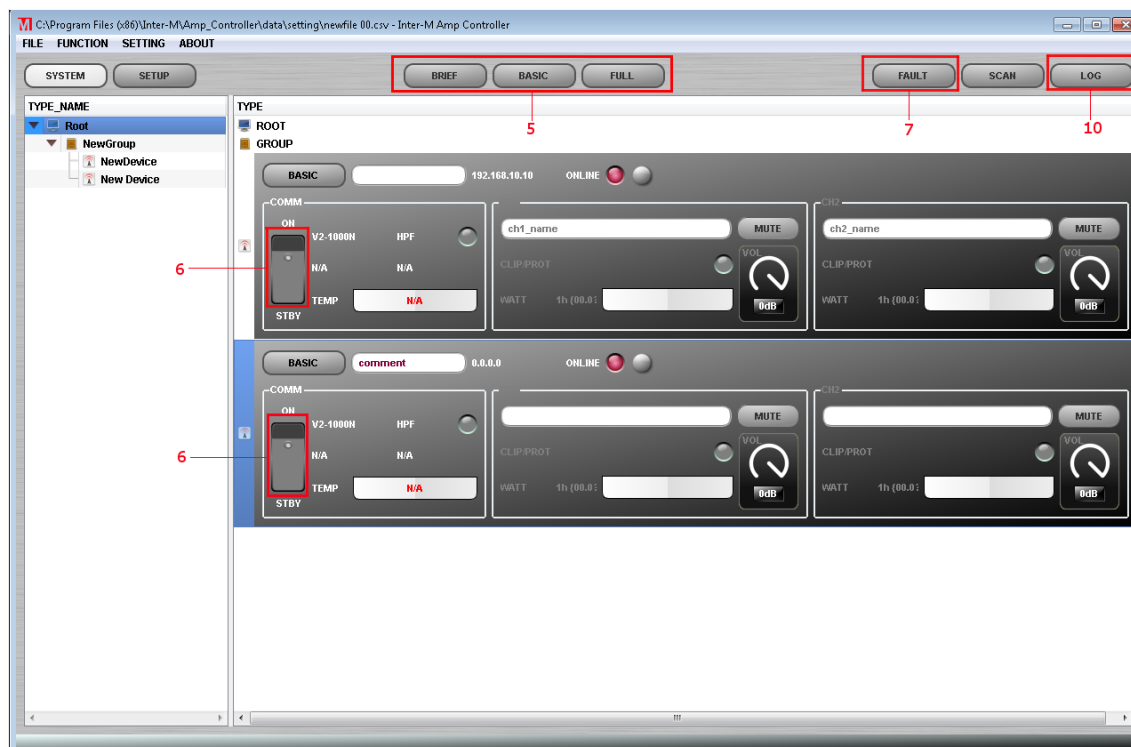 C:\Program Files (x86)\Inter-M\Amp_Controller\data\setting\newfile 00.csv - Inter-M Amp Controller
FILE FUNCTION SETTING ABOUT
SYSTEM SETUP BRIEF BASIC FULL FAULT SCAN LOG
TYPE_NAME TYPE
5 7 10
Root ROOT
NewGroup GROUP
NewDevice
New Device
BASIC 192.168.10.10 ONLINE
COMM CH2
ON V2-1000N HPF ch1_name MUTE ch2_name MUTE
VOL VOL
6 N/A N/A CLIP/PROT CLIP/PROT
TEMP N/A WATT 1h (00.0 0dB WATT 1h (00.0 0dB
STBY
BASIC comment 0.0.0.0 ONLINE
COMM CH2
ON V2-1000N HPF MUTE MUTE
VOL VOL
6 N/A N/A CLIP/PROT CLIP/PROT
TEMP N/A WATT 1h (00.0 0dB WATT 1h (00.0 0dB
STBY